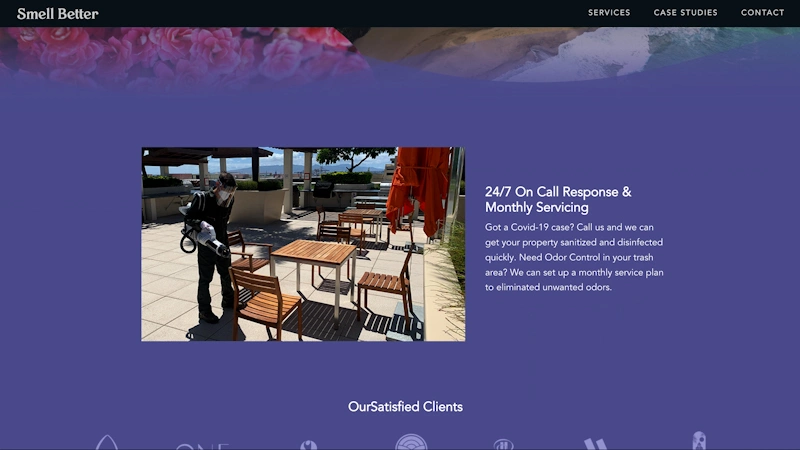 Smell Better
SERVICES
CASE STUDIES
CONTACT
24/7 On Call Response &
Monthly Servicing
Got a Covid-19 case? Call us and we can
get your property sanitized and disinfected
quickly. Need Odor Control in your trash
area? We can set up a monthly service plan
to eliminated unwanted odors.
OurSatisfied Clients